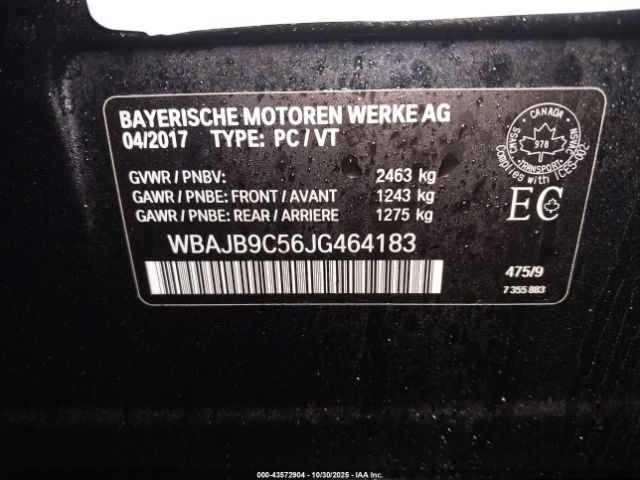 BAYERISCHE MOTOREN WERKE AG
04/2017 TYPE: PC / VT
GVWR / PNBV: 2463 kg
GAWR / PNBE: FRONT / AVANT 1243 kg
GAWR / PNBE: REAR / ARRIERE 1275 kg
WBAJB9C56JG464183
CANADA
CMVSS NSVAC
978
TRANSPORT
Complies with ICES-002
EC
475/9
7 355 883
000-43572904 - 10/30/2025 - IAA Inc.